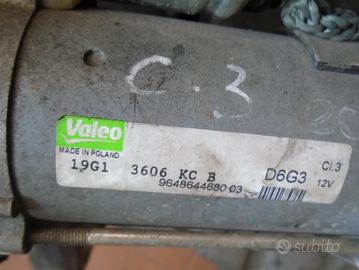 C.3
Valeo
MADE IN POLAND
19G1 3606 KC B
9648644680 03
D6G3
Cl.3
12V
subito